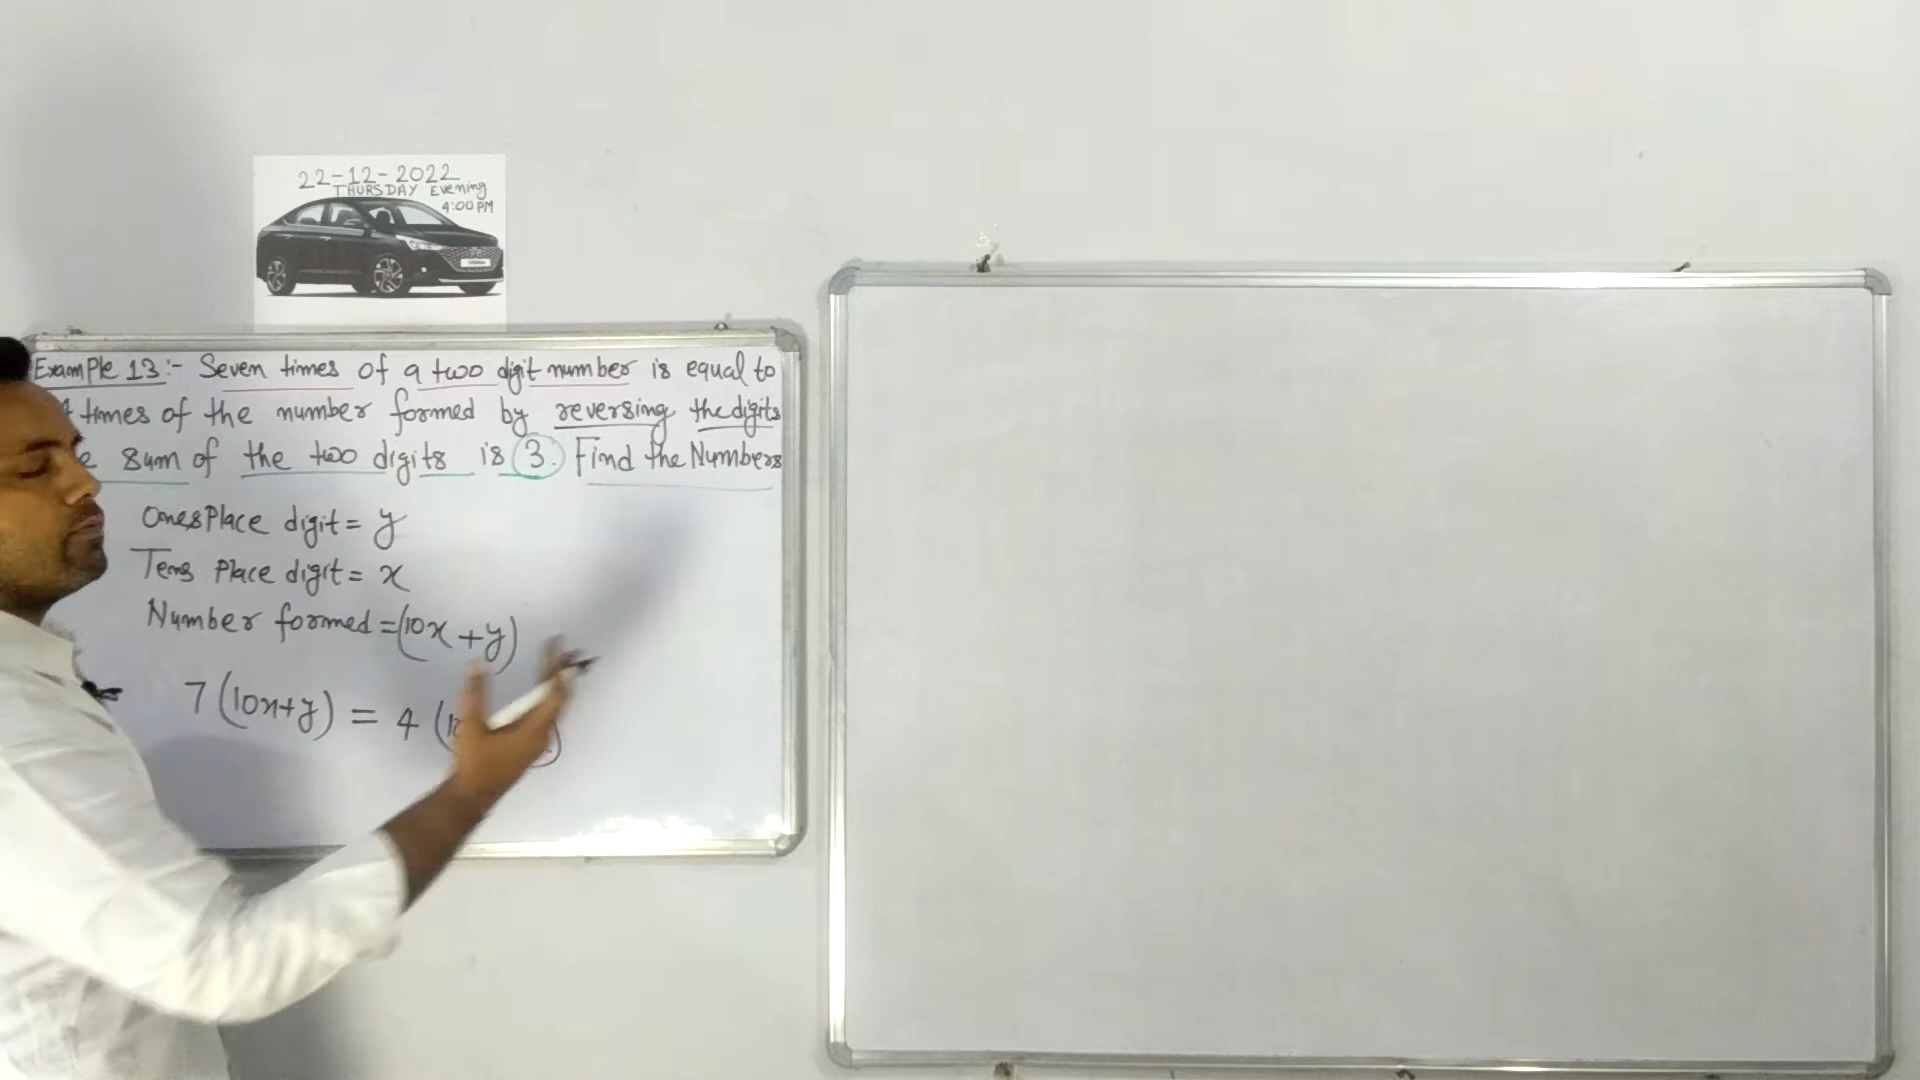 22-12-2022
THURSDAY Evening
4:00 PM
Example 13:- Seven times of a two digit number is equal to
times of the number formed by reversing the digits
sum of the two digits is 3. Find the Numbers
Ones Place digit = y
Tens Place digit = x
Number formed = (10x + y)
7 (10x+y) = 4 (